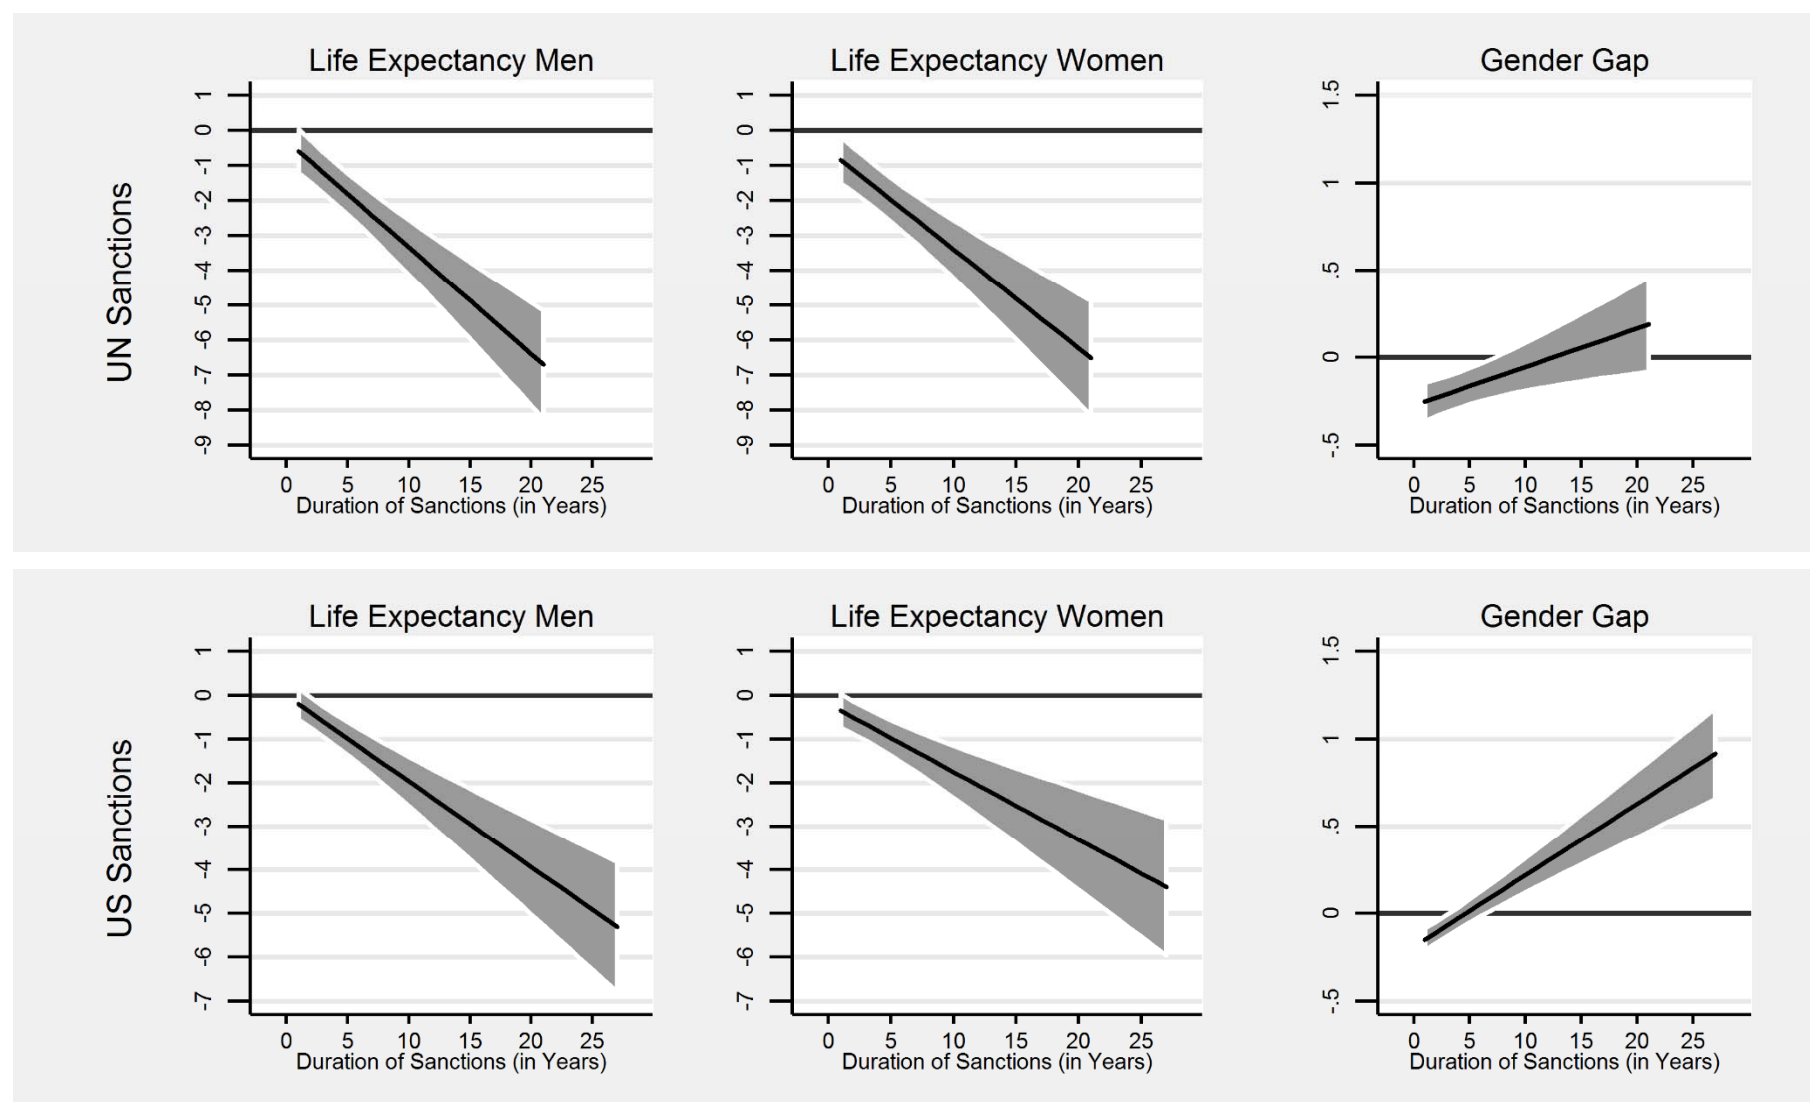 Life Expectancy Men
Life Expectancy Women
Gender Gap
UN Sanctions
1
0
-1
-2
-3
-4
-5
-6
-7
-8
-9
0 5 10 15 20 25
Duration of Sanctions (in Years)
1
0
-1
-2
-3
-4
-5
-6
-7
-8
-9
0 5 10 15 20 25
Duration of Sanctions (in Years)
1.5
1
.5
0
-.5
0 5 10 15 20 25
Duration of Sanctions (in Years)
Life Expectancy Men
Life Expectancy Women
Gender Gap
US Sanctions
1
0
-1
-2
-3
-4
-5
-6
-7
0 5 10 15 20 25
Duration of Sanctions (in Years)
1
0
-1
-2
-3
-4
-5
-6
-7
0 5 10 15 20 25
Duration of Sanctions (in Years)
1.5
1
.5
0
-.5
0 5 10 15 20 25
Duration of Sanctions (in Years)